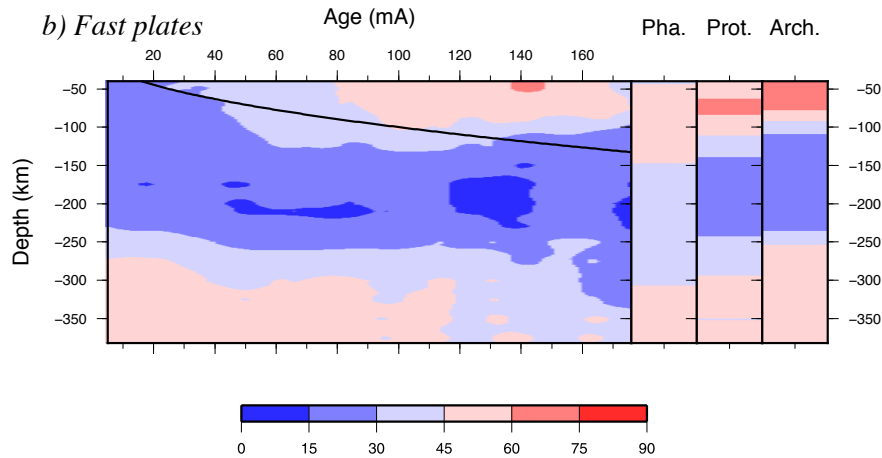 b) Fast plates
Age (mA)
Pha. Prot. Arch.
20 40 60 80 100 120 140 160
Depth (km)
−50 −50
−100 −100
−150 −150
−200 −200
−250 −250
−300 −300
−350 −350
0 15 30 45 60 75 90